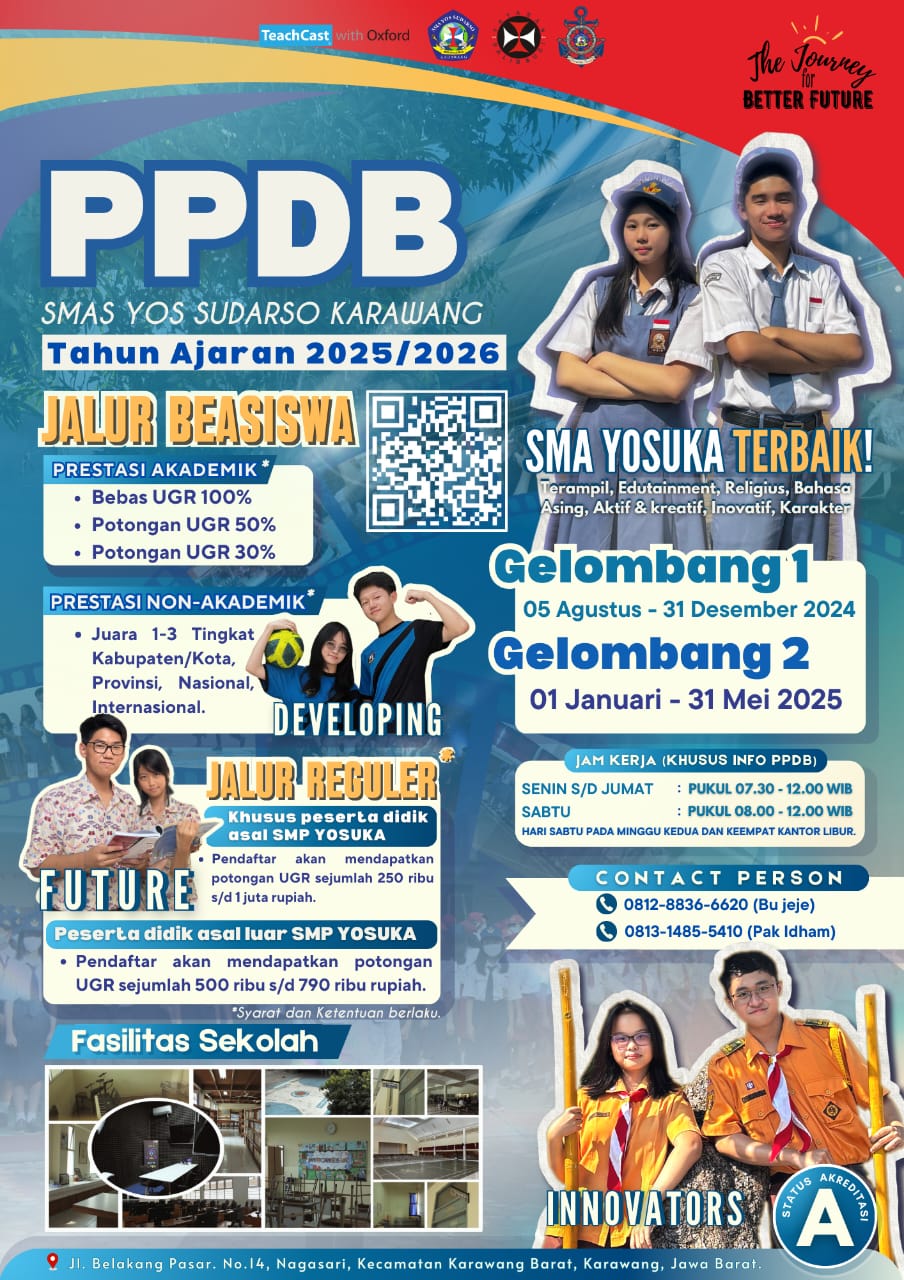 TeachCast with Oxford
The Journey
for
BETTER FUTURE
PPDB
SMAS YOS SUDARSO KARAWANG
Tahun Ajaran 2025/2026
JALUR BEASISWA
PRESTASI AKADEMIK*
• Bebas UGR 100%
• Potongan UGR 50%
• Potongan UGR 30%
PRESTASI NON-AKADEMIK*
• Juara 1-3 Tingkat
Kabupaten/Kota,
Provinsi, Nasional,
Internasional.
DEVELOPING
SMA YOSUKA TERBAIK!
Terampil, Edutainment, Religius, Bahasa
Asing, Aktif & kreatif, Inovatif, Karakter
Gelombang 1
05 Agustus - 31 Desember 2024
Gelombang 2
01 Januari - 31 Mei 2025
JALUR REGULER*
Khusus peserta didik
asal SMP YOSUKA
• Pendaftar akan mendapatkan
potongan UGR sejumlah 250 ribu
s/d 1 juta rupiah.
FUTURE
Peserta didik asal luar SMP YOSUKA
• Pendaftar akan mendapatkan potongan
UGR sejumlah 500 ribu s/d 790 ribu rupiah.
*Syarat dan Ketentuan berlaku.
JAM KERJA (KHUSUS INFO PPDB)
SENIN S/D JUMAT : PUKUL 07.30 - 12.00 WIB
SABTU : PUKUL 08.00 - 12.00 WIB
HARI SABTU PADA MINGGU KEDUA DAN KEEMPAT KANTOR LIBUR.
CONTACT PERSON
0812-8836-6620 (Bu jeje)
0813-1485-5410 (Pak Idham)
Fasilitas Sekolah
INNOVATORS
STATUS AKREDITASI
A
Jl. Belakang Pasar. No.14, Nagasari, Kecamatan Karawang Barat, Karawang, Jawa Barat.